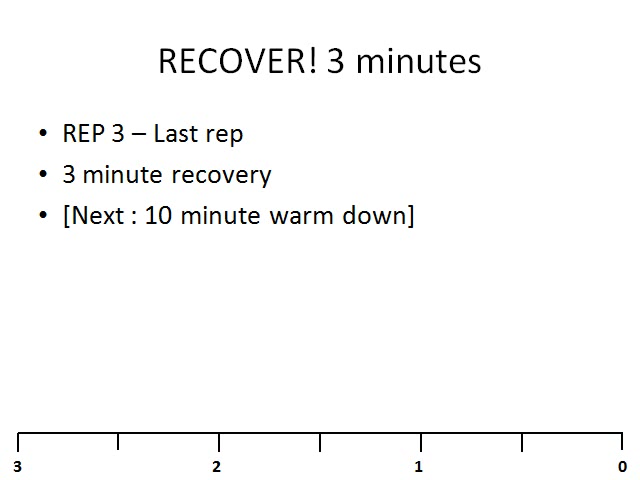 RECOVER! 3 minutes
• REP 3 – Last rep
• 3 minute recovery
• [Next : 10 minute warm down]
3 2 1 0